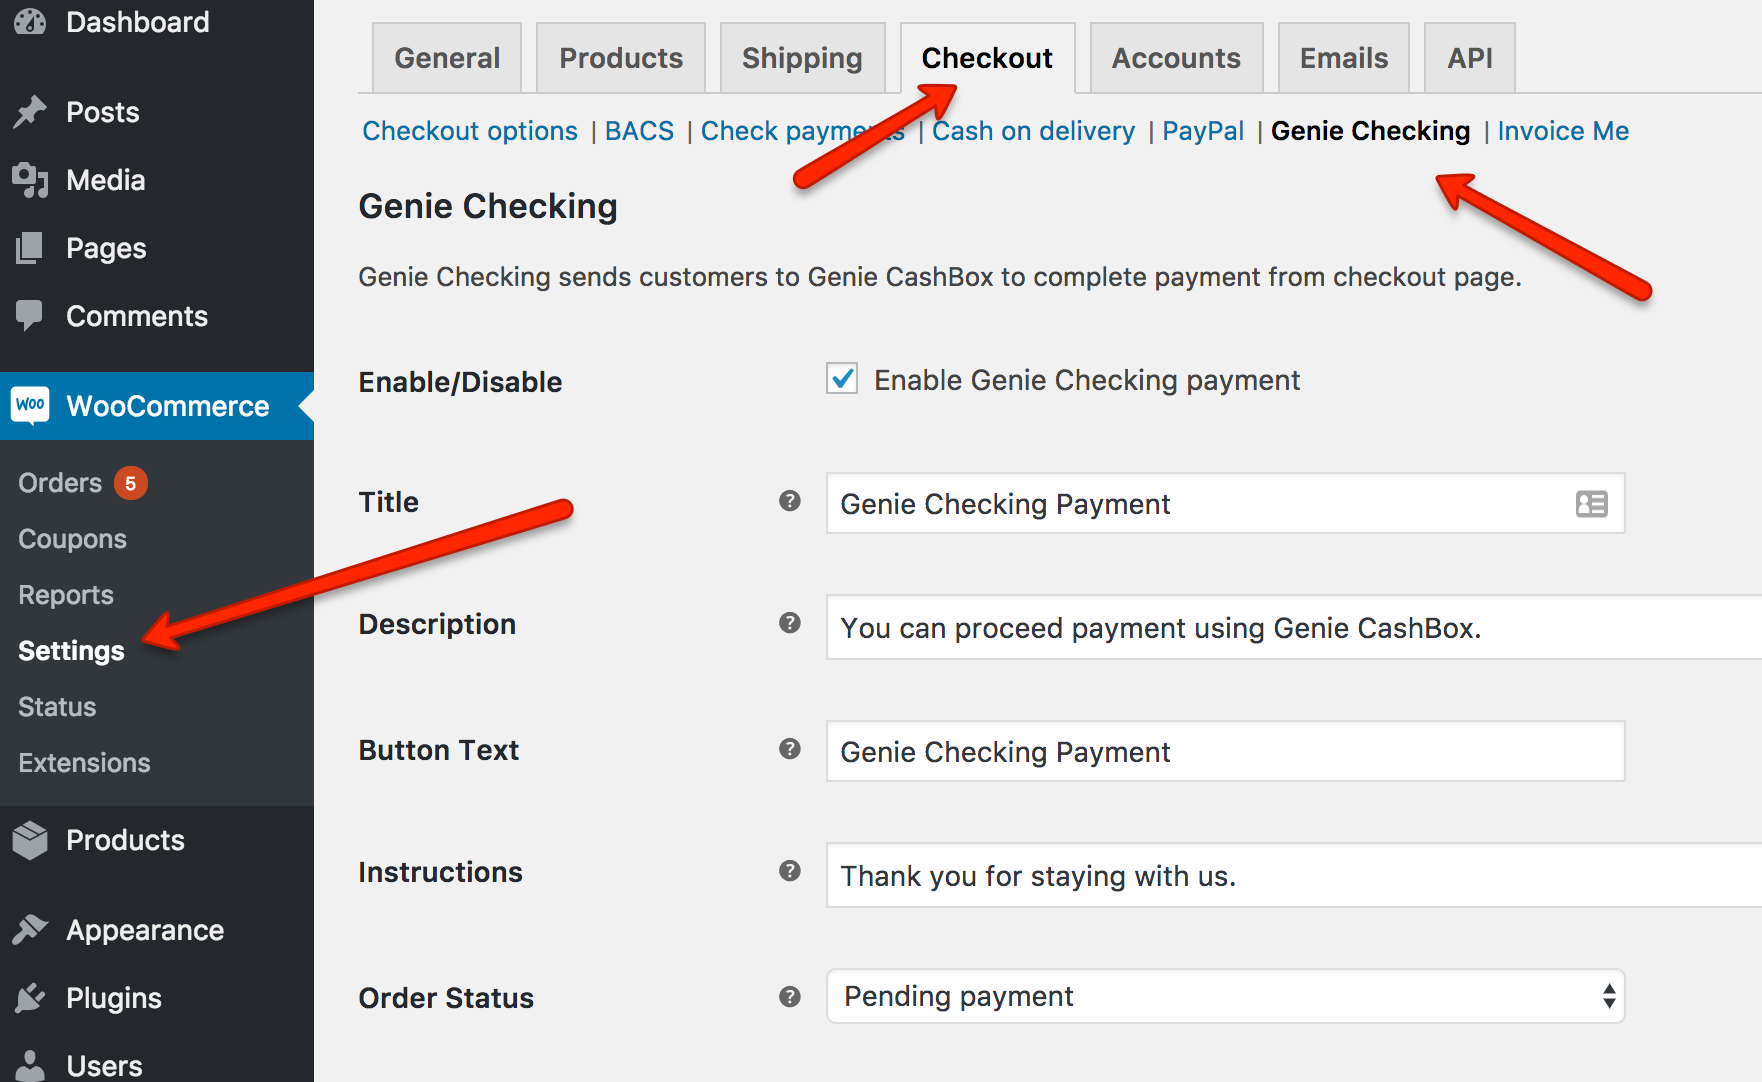 Dashboard
Posts
Media
Pages
Comments
WOO WooCommerce
Orders 5
Coupons
Reports
Settings
Status
Extensions
Products
Appearance
Plugins
Users
General Products Shipping Checkout Accounts Emails API
Checkout options | BACS | Check payments | Cash on delivery | PayPal | Genie Checking | Invoice Me
Genie Checking
Genie Checking sends customers to Genie CashBox to complete payment from checkout page.
Enable/Disable Enable Genie Checking payment
Title ? Genie Checking Payment
Description ? You can proceed payment using Genie CashBox.
Button Text ? Genie Checking Payment
Instructions ? Thank you for staying with us.
Order Status ? Pending payment